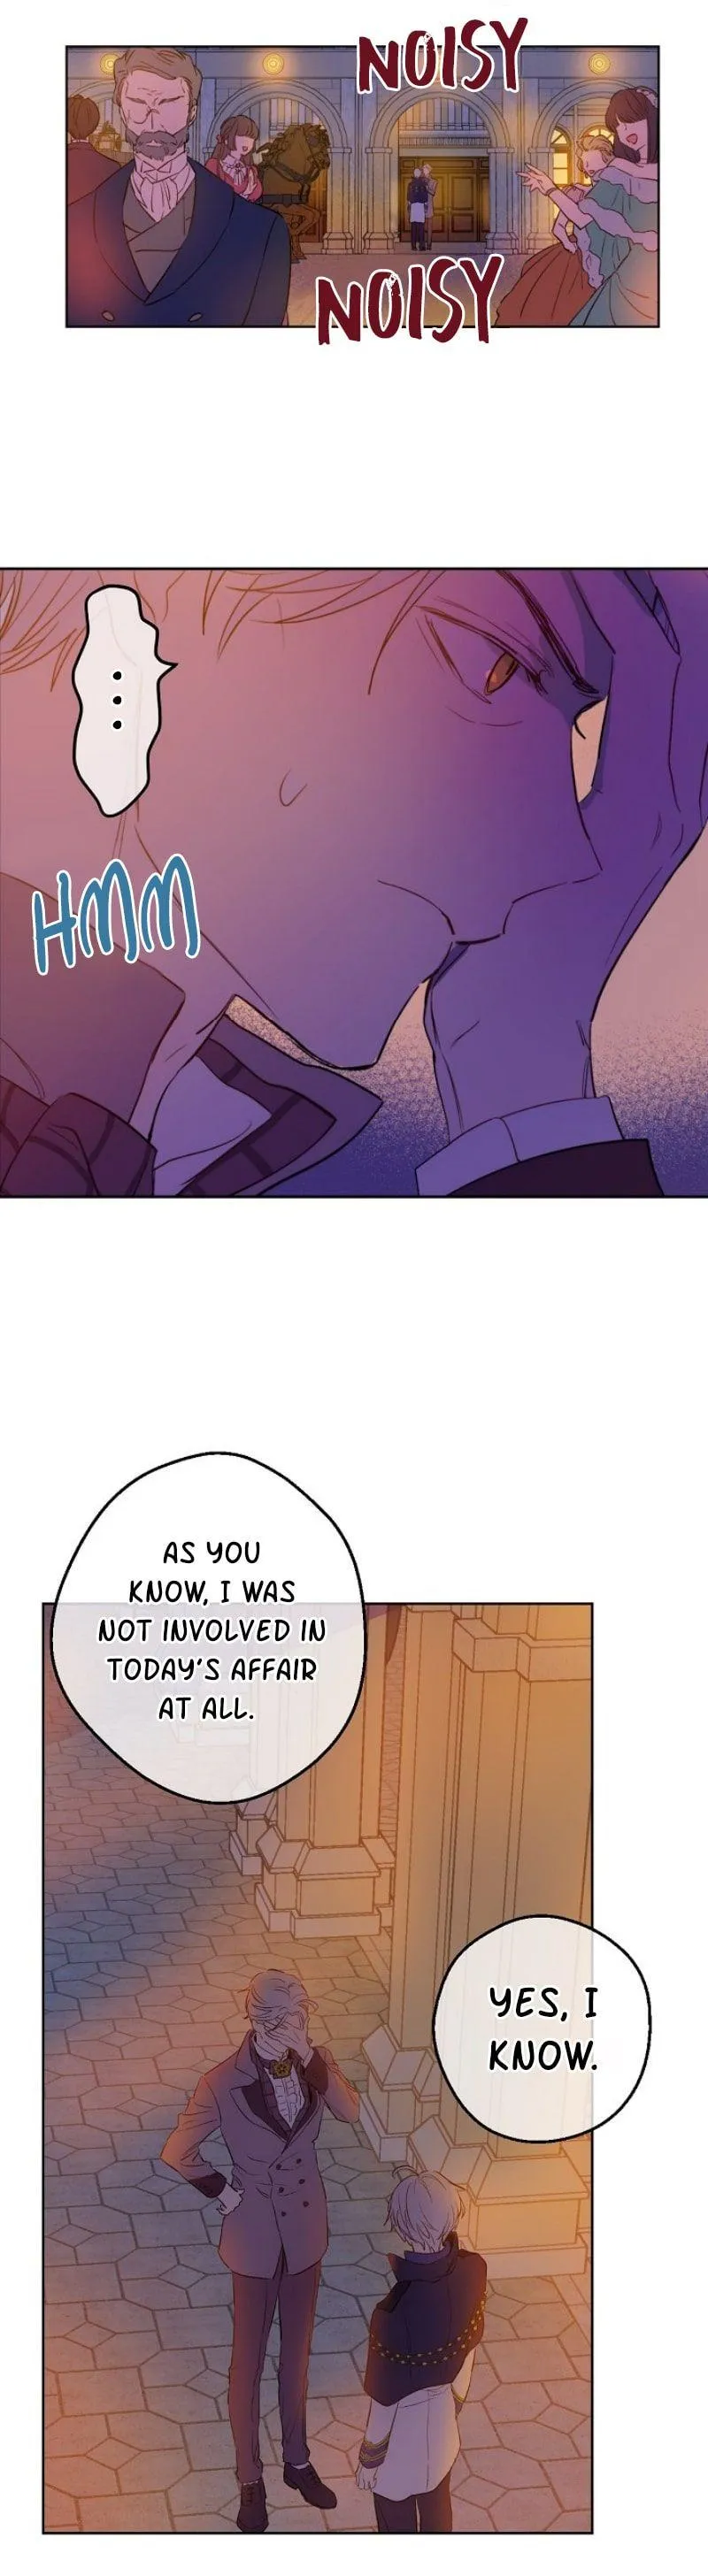 NOISY
NOISY
...
HMM
AS YOU
KNOW, I WAS
NOT INVOLVED IN
TODAY'S AFFAIR
AT ALL.
YES, I
KNOW.